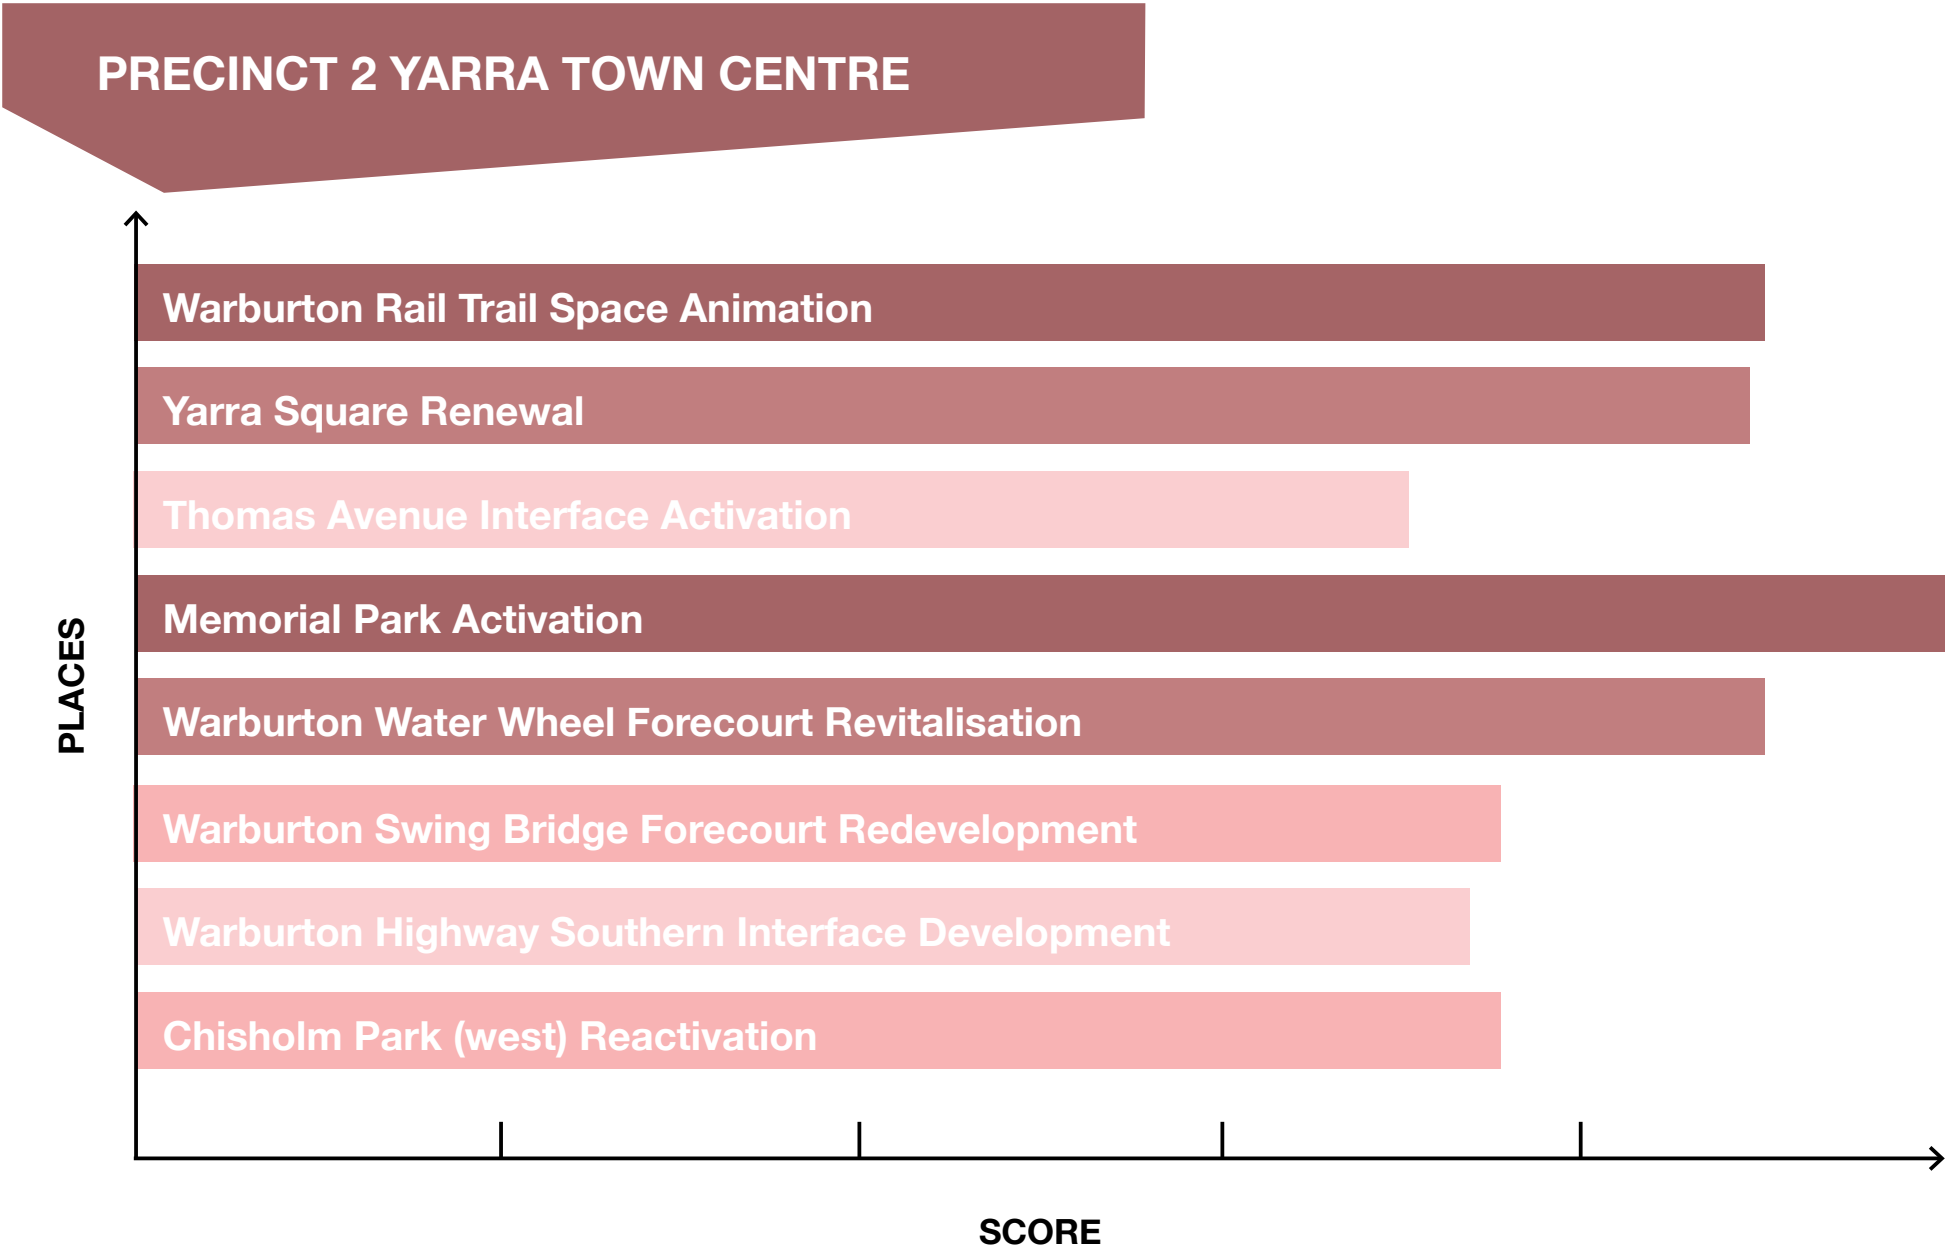 PRECINCT 2 YARRA TOWN CENTRE
Warburton Rail Trail Space Animation
Yarra Square Renewal
Thomas Avenue Interface Activation
Memorial Park Activation
Warburton Water Wheel Forecourt Revitalisation
Warburton Swing Bridge Forecourt Redevelopment
Warburton Highway Southern Interface Development
Chisholm Park (west) Reactivation
PLACES
SCORE